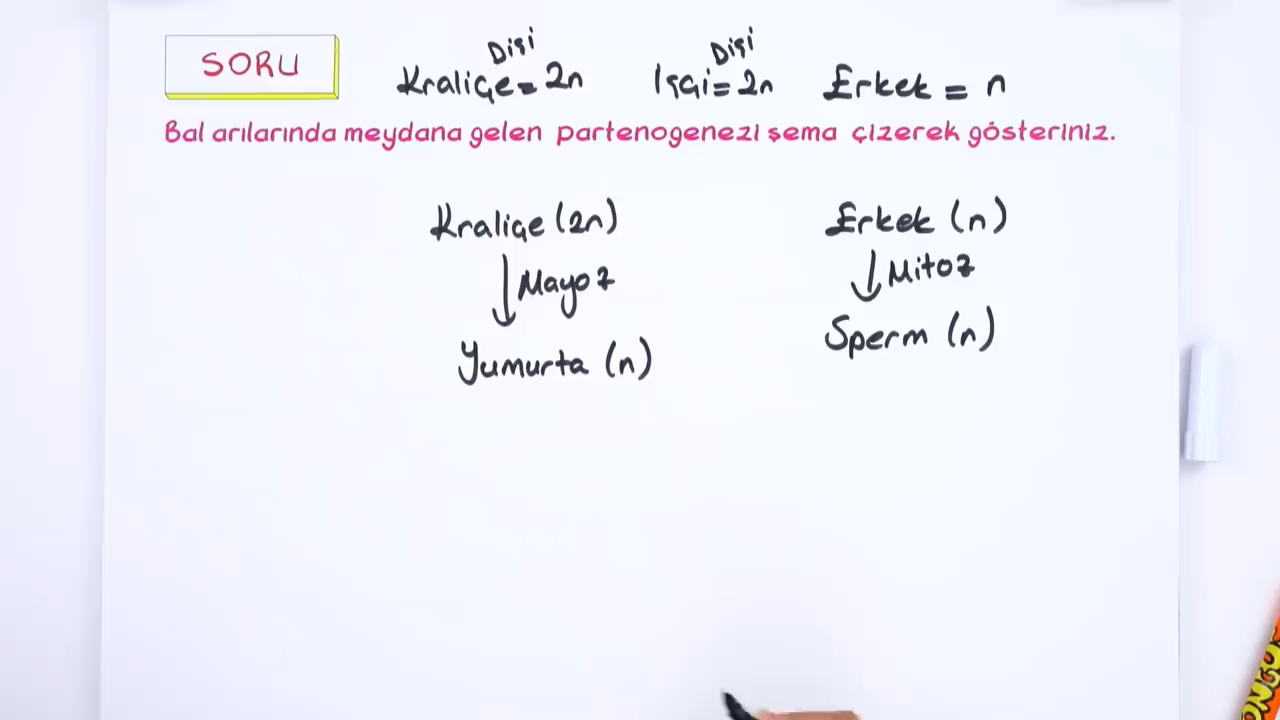 SORU
Dişi Dişi
Kraliçe = 2n İşçi = 2n Erkek = n
Bal arılarında meydana gelen partenogenezi şema çizerek gösteriniz.
Kraliçe (2n) Erkek (n)
Mayoz Mitoz
Yumurta (n) Sperm (n)